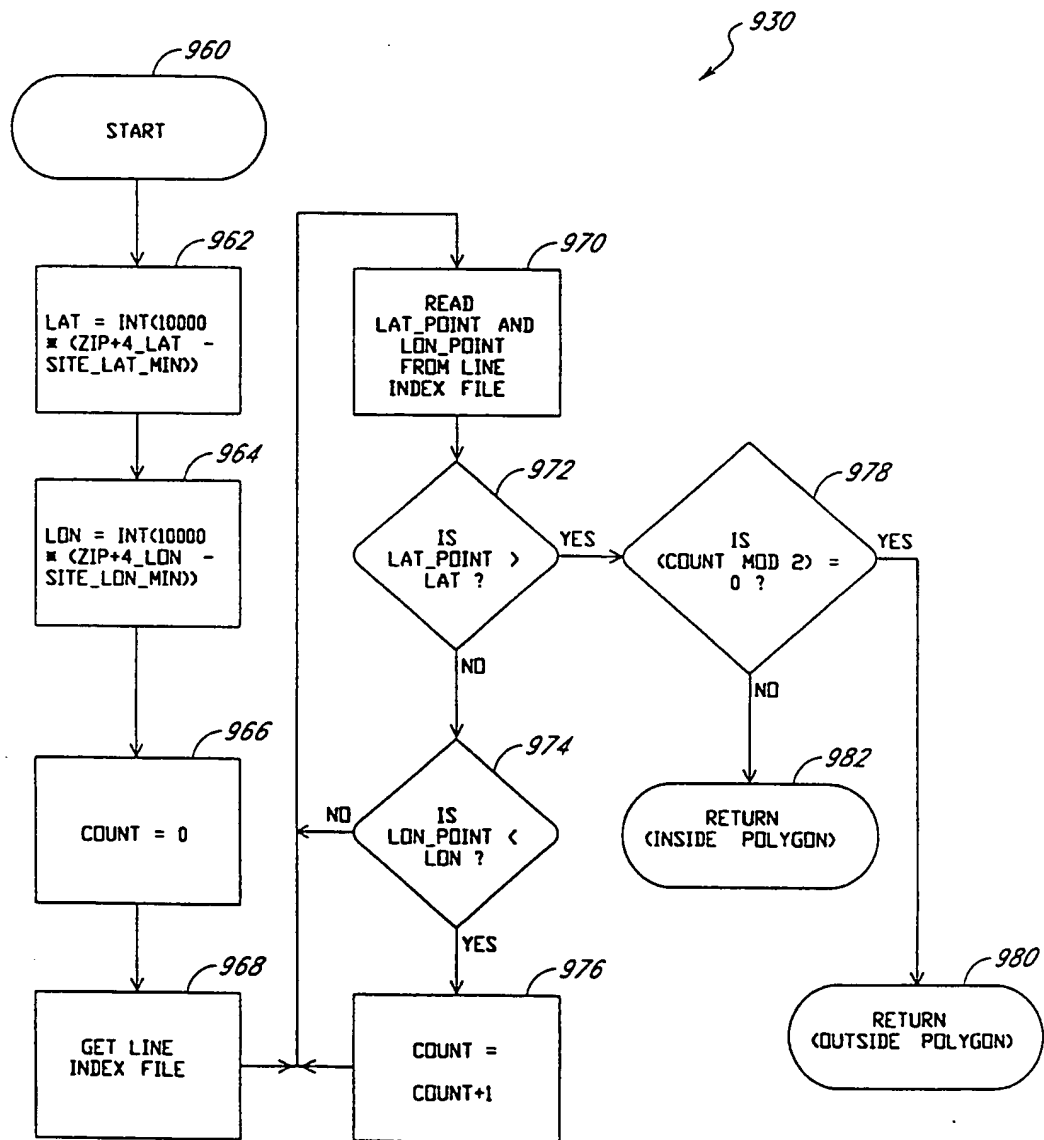 930
960
START
962
LAT = INT(10000
* (ZIP+4_LAT -
SITE_LAT_MIN))
964
LON = INT(10000
* (ZIP+4_LON -
SITE_LON_MIN))
966
COUNT = 0
968
GET LINE
INDEX FILE
970
READ
LAT_POINT AND
LON_POINT
FROM LINE
INDEX FILE
972
IS
LAT_POINT >
LAT ?
YES
NO
974
IS
LON_POINT <
LON ?
NO
YES
976
COUNT =
COUNT+1
978
IS
(COUNT MOD 2) =
0 ?
YES
NO
982
RETURN
(INSIDE POLYGON)
980
RETURN
(OUTSIDE POLYGON)